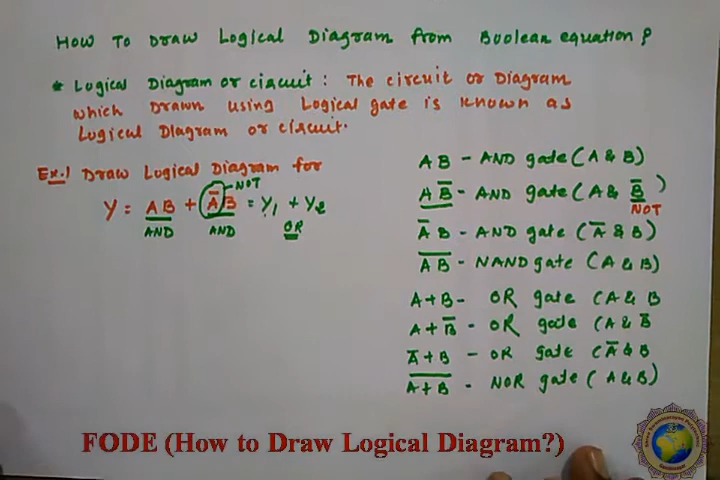 HOW TO DRAW LOGICAL DIAGRAM from BOOLEAN equation?
* LOGICAL DIAGRAM or circuit : THE CIRCUIT or DIAGRAM
which DRAWN USING LOGICAL gate is known as
LOGICAL DIAGRAM or circuit.
Ex.1 DRAW LOGICAL DIAGRAM for
Y = AB + A̅B = Y1 + Y2
NOT
AND AND OR
AB - AND gate (A & B)
AB̅ - AND gate (A & B̅)
NOT
A̅B - AND gate (A̅ & B)
A̅B̅ - NAND gate (A & B)
A+B - OR gate (A & B
A+B̅ - OR gate (A & B̅
A̅+B - OR gate (A̅ & B
A̅+̅B̅ - NOR gate (A & B)
FODE (How to Draw Logical Diagram?)